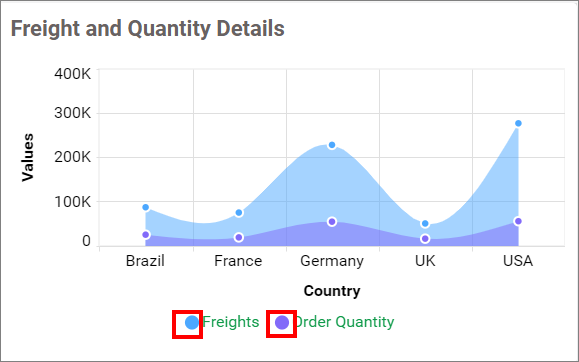 Freight and Quantity Details
400K
300K
200K
100K
0
Values
Brazil France Germany UK USA
Country
Freights Order Quantity